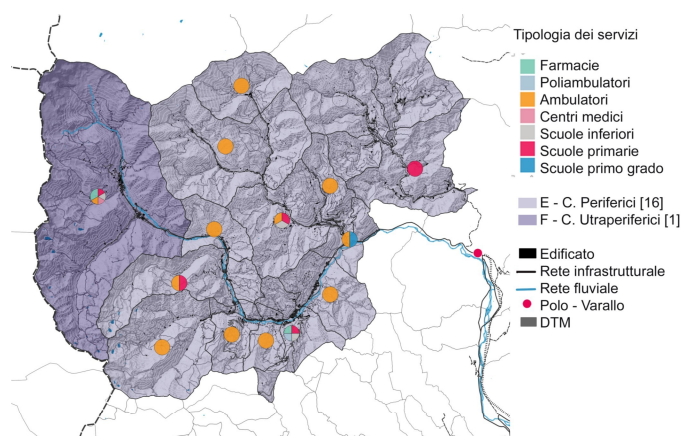 Tipologia dei servizi
Farmacie
Poliambulatori
Ambulatori
Centri medici
Scuole inferiori
Scuole primarie
Scuole primo grado
E - C. Periferici [16]
F - C. Utraperiferici [1]
Edificato
Rete infrastrutturale
Rete fluviale
Polo - Varallo
DTM